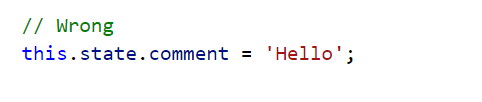 // Wrong
this.state.comment = 'Hello';